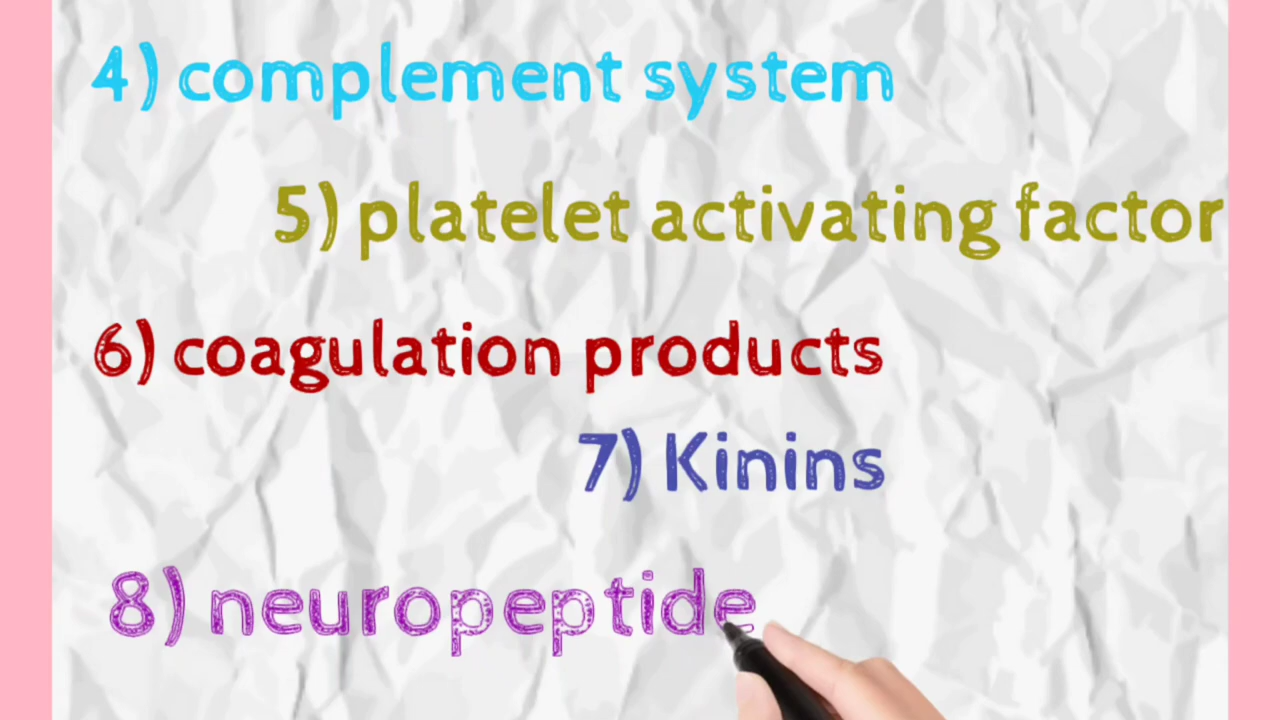 4) complement system
5) platelet activating factor
6) coagulation products
7) Kinins
8) neuropeptide